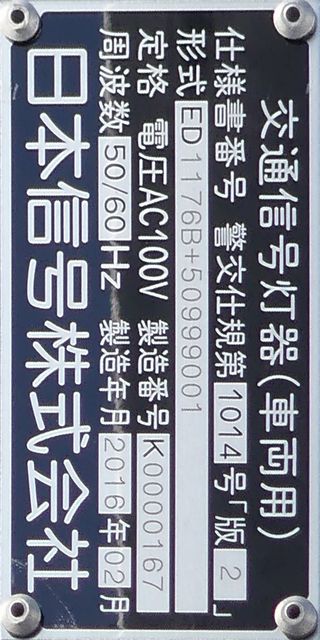 交通信号灯器(車両用)
仕様書番号 警交仕規第1014号「版2」
形式 ED1176B+50999001
定格 電圧AC100V 製造番号 K0000167
周波数 50/60Hz 製造年月 2016年02月
日本信号株式会社